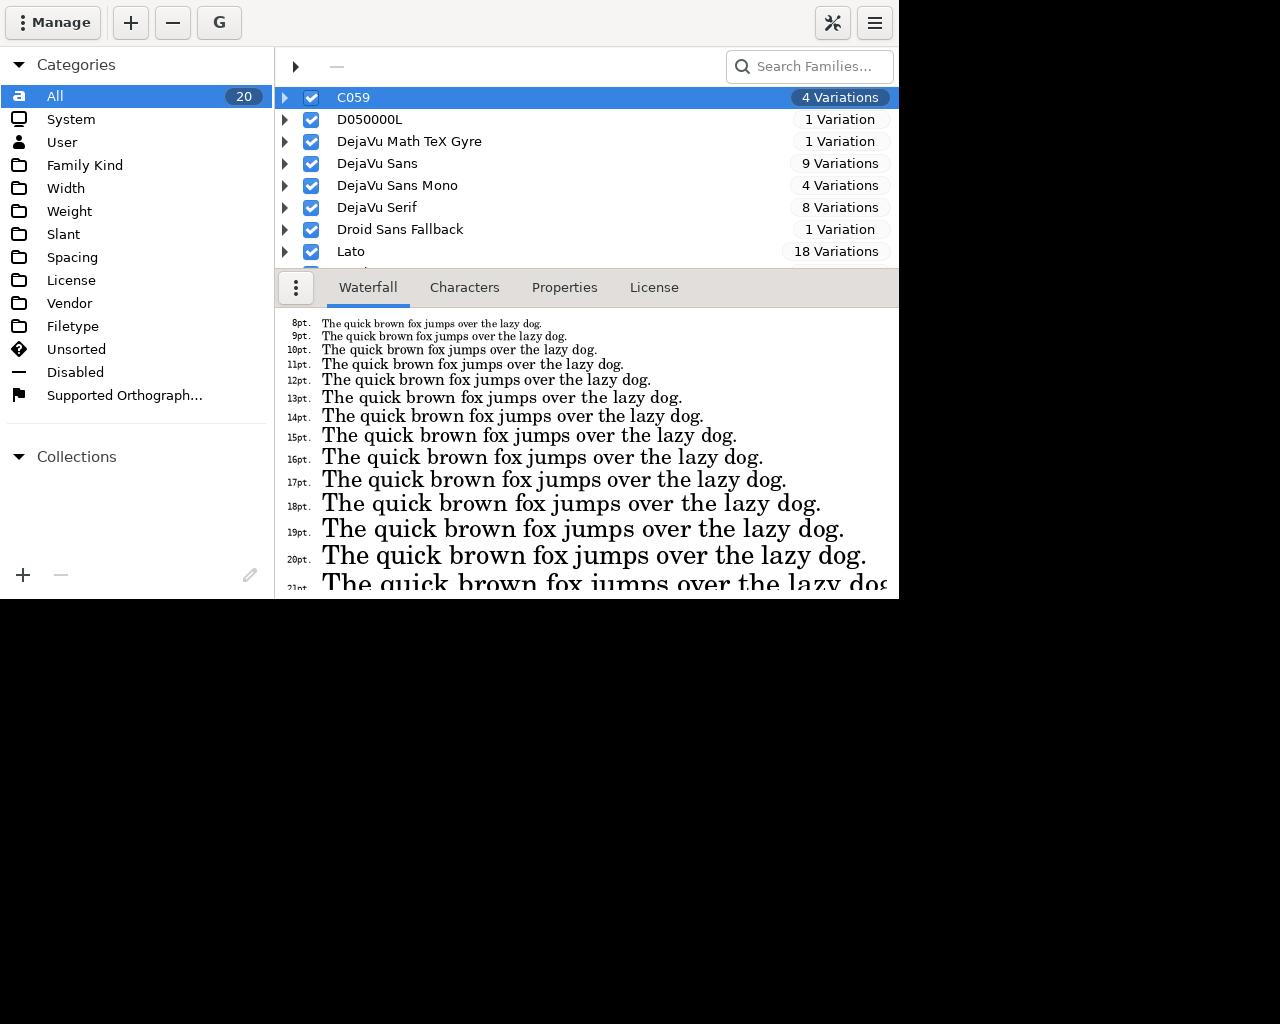 Manage
G
Categories
Search Families...
All 20
System
User
Family Kind
Width
Weight
Slant
Spacing
License
Vendor
Filetype
Unsorted
Disabled
Supported Orthograph...
Collections
C059 4 Variations
D050000L 1 Variation
DejaVu Math TeX Gyre 1 Variation
DejaVu Sans 9 Variations
DejaVu Sans Mono 4 Variations
DejaVu Serif 8 Variations
Droid Sans Fallback 1 Variation
Lato 18 Variations
Waterfall Characters Properties License
8pt. The quick brown fox jumps over the lazy dog.
9pt. The quick brown fox jumps over the lazy dog.
10pt. The quick brown fox jumps over the lazy dog.
11pt. The quick brown fox jumps over the lazy dog.
12pt. The quick brown fox jumps over the lazy dog.
13pt. The quick brown fox jumps over the lazy dog.
14pt. The quick brown fox jumps over the lazy dog.
15pt. The quick brown fox jumps over the lazy dog.
16pt. The quick brown fox jumps over the lazy dog.
17pt. The quick brown fox jumps over the lazy dog.
18pt. The quick brown fox jumps over the lazy dog.
19pt. The quick brown fox jumps over the lazy dog.
20pt. The quick brown fox jumps over the lazy dog.
21pt. The quick brown fox jumps over the lazy dog